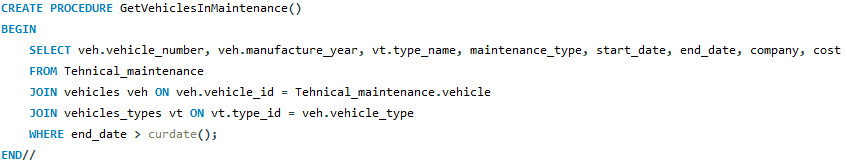 CREATE PROCEDURE GetVehiclesInMaintenance()
BEGIN
SELECT veh.vehicle_number, veh.manufacture_year, vt.type_name, maintenance_type, start_date, end_date, company, cost
FROM Tehnical_maintenance
JOIN vehicles veh ON veh.vehicle_id = Tehnical_maintenance.vehicle
JOIN vehicles_types vt ON vt.type_id = veh.vehicle_type
WHERE end_date > curdate();
END//